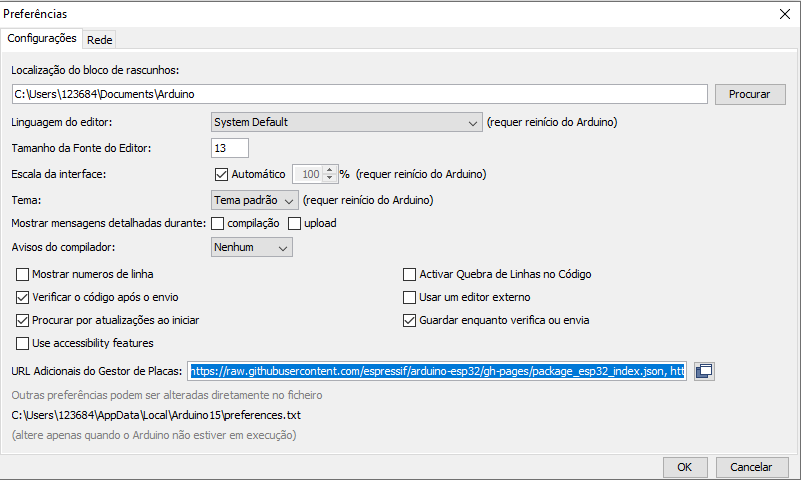 Preferências
Configurações Rede
Localização do bloco de rascunhos:
C:\Users\123684\Documents\Arduino Procurar
Linguagem do editor: System Default (requer reinício do Arduino)
Tamanho da Fonte do Editor: 13
Escala da interface: Automático 100 % (requer reinício do Arduino)
Tema: Tema padrão (requer reinício do Arduino)
Mostrar mensagens detalhadas durante: compilação upload
Avisos do compilador: Nenhum
Mostrar numeros de linha Activar Quebra de Linhas no Código
Verificar o código após o envio Usar um editor externo
Procurar por atualizações ao iniciar Guardar enquanto verifica ou envia
Use accessibility features
URL Adicionais do Gestor de Placas: https://raw.githubusercontent.com/espressif/arduino-esp32/gh-pages/package_esp32_index.json, htt
Outras preferências podem ser alteradas diretamente no ficheiro
C:\Users\123684\AppData\Local\Arduino15\preferences.txt
(altere apenas quando o Arduino não estiver em execução)
OK Cancelar